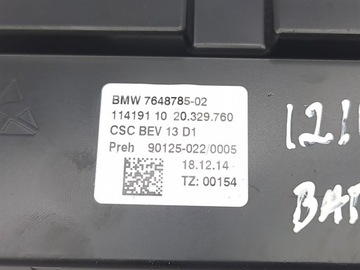 BMW 7648785-02
114191 10 20.329.760
CSC BEV 13 D1
Preh 90125-022/0005
18.12.14
TZ: 00154